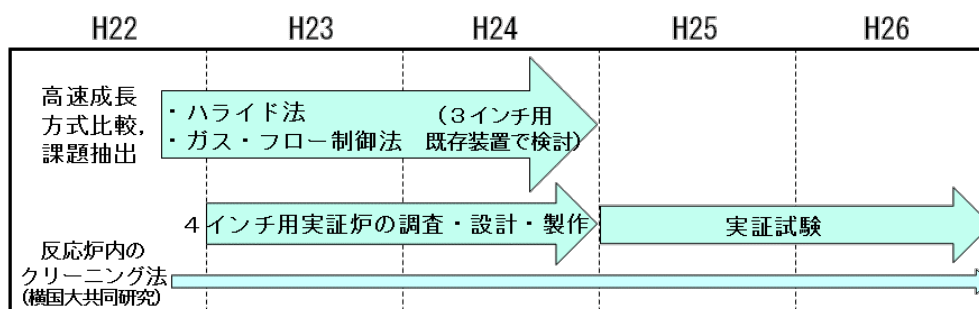 H22 H23 H24 H25 H26
高速成長
方式比較,
課題抽出
・ハライド法 (3インチ用
・ガス・フロー制御法 既存装置で検討)
4インチ用実証炉の調査・設計・製作 実証試験
反応炉内の
クリーニング法
(横国大共同研究)